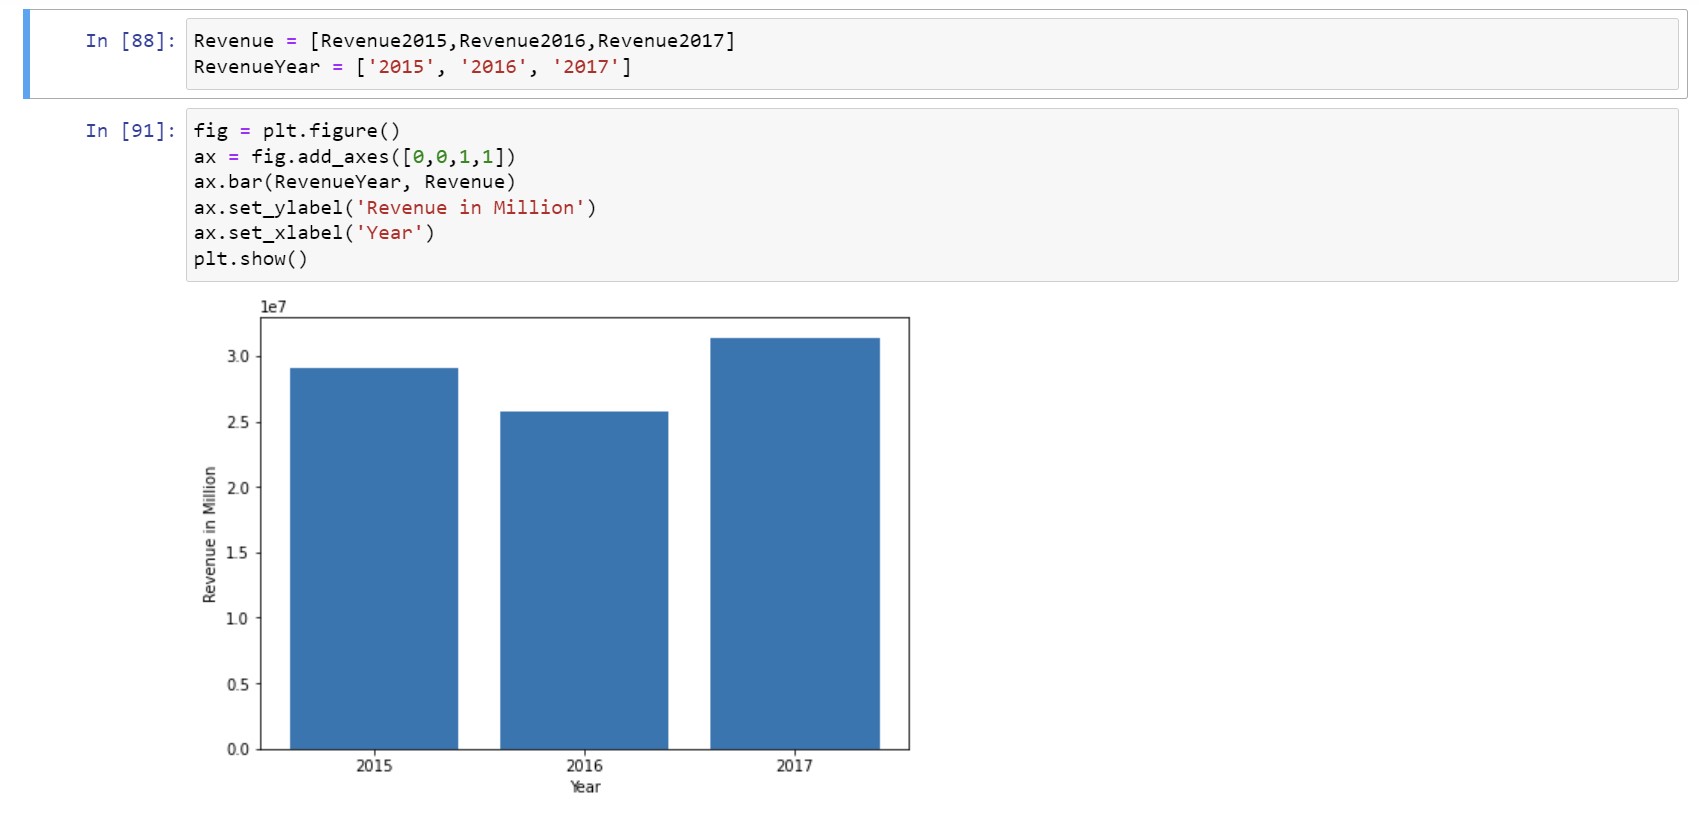 In [88]: Revenue = [Revenue2015,Revenue2016,Revenue2017]
RevenueYear = ['2015', '2016', '2017']
In [91]: fig = plt.figure()
ax = fig.add_axes([0,0,1,1])
ax.bar(RevenueYear, Revenue)
ax.set_ylabel('Revenue in Million')
ax.set_xlabel('Year')
plt.show()
1e7
3.0
2.5
2.0
1.5
1.0
0.5
0.0
Revenue in Million
2015 2016 2017
Year